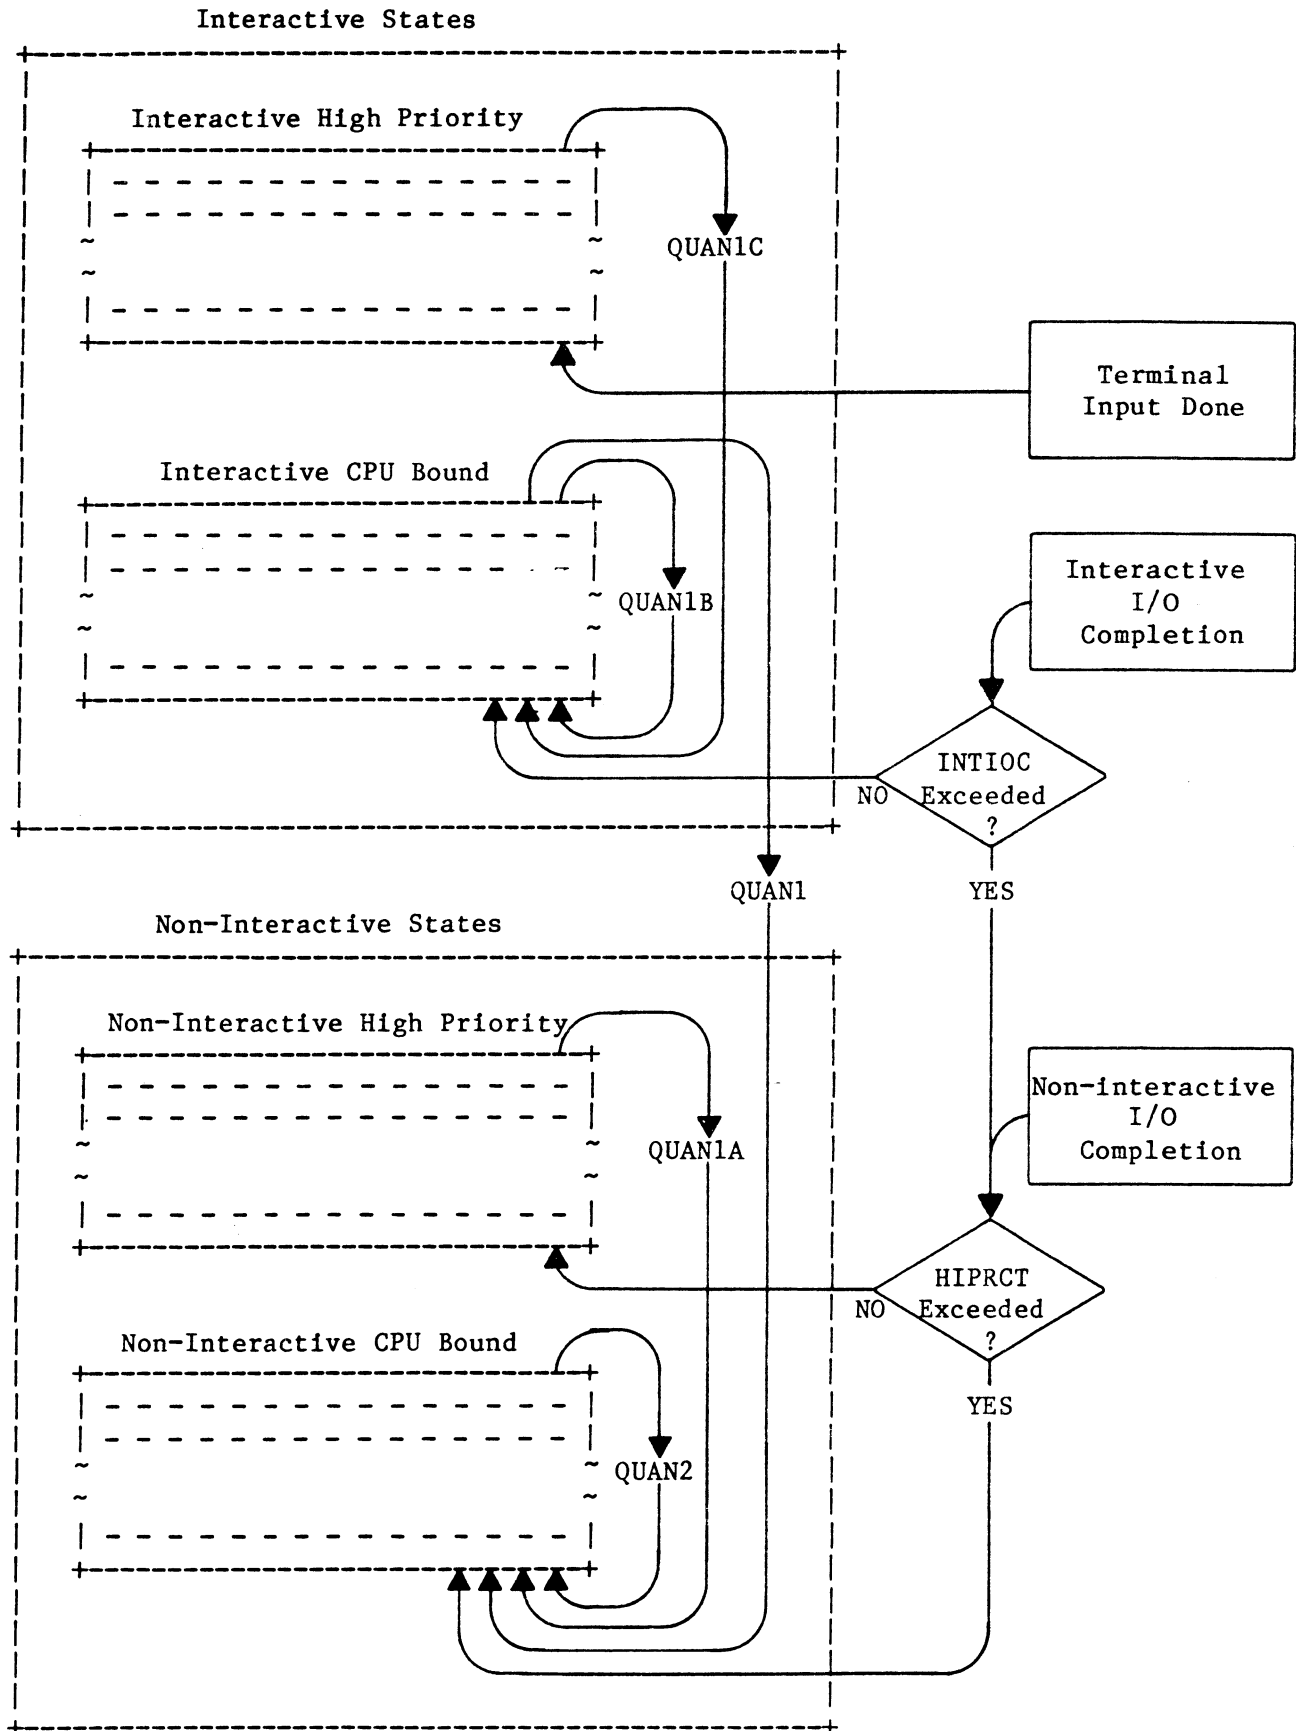 Interactive States
Interactive High Priority
QUAN1C
Terminal
Input Done
Interactive CPU Bound
Interactive
I/O
Completion
QUAN1B
INTIOC
Exceeded
?
NO
QUAN1
YES
Non-Interactive States
Non-Interactive High Priority
Non-interactive
I/O
Completion
QUAN1A
HIPRCT
Exceeded
?
NO
Non-Interactive CPU Bound
YES
QUAN2